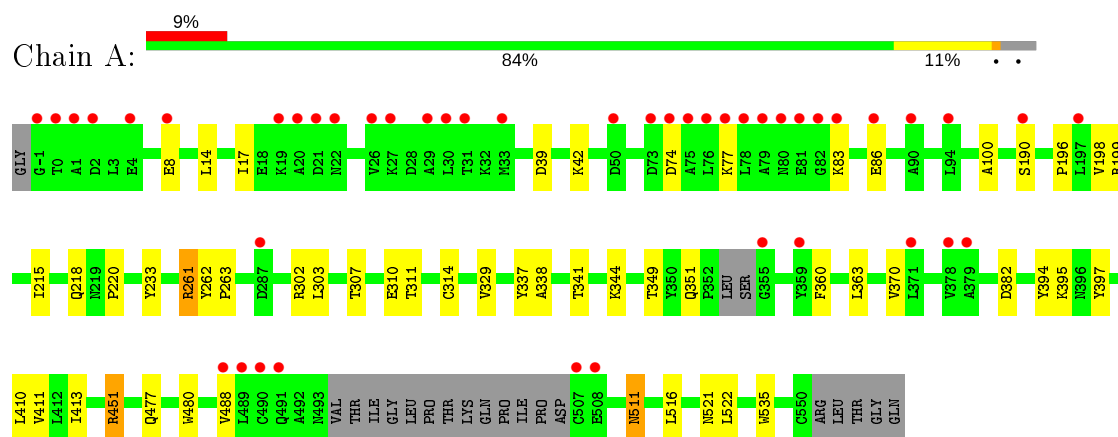 9%
Chain A:
84% 11% • •
GLY G-1 T0 A1 D2 L3 E4 E8 L14 I17 E18 K19 A20 D21 N22 V26 K27 D28 A29 L30 T31 K32 M33 D39 K42 D50 D73 D74 A75 L76 K77 L78 A79 N80 E81 G82 K83 E86 A90 L94 A100 S190 P196 L197 V198 R199
I215 Q218 N219 P220 Y233 R261 Y262 P263 D287 R302 L303 T307 E310 T311 C314 V329 Y337 A338 T341 K344 T349 Y350 Q351 P352 LEU SER G355 Y359 F360 L363 V370 L371 V378 A379 D382 Y394 K395 N396 Y397
L410 V411 L412 I413 R451 Q477 W480 V488 L489 C490 Q491 A492 N493 VAL THR ILE GLY LEU PRO THR LYS GLN PRO ILE PRO ASP C507 E508 N511 L516 N521 L522 W535 C550 ARG LEU THR GLY GLN